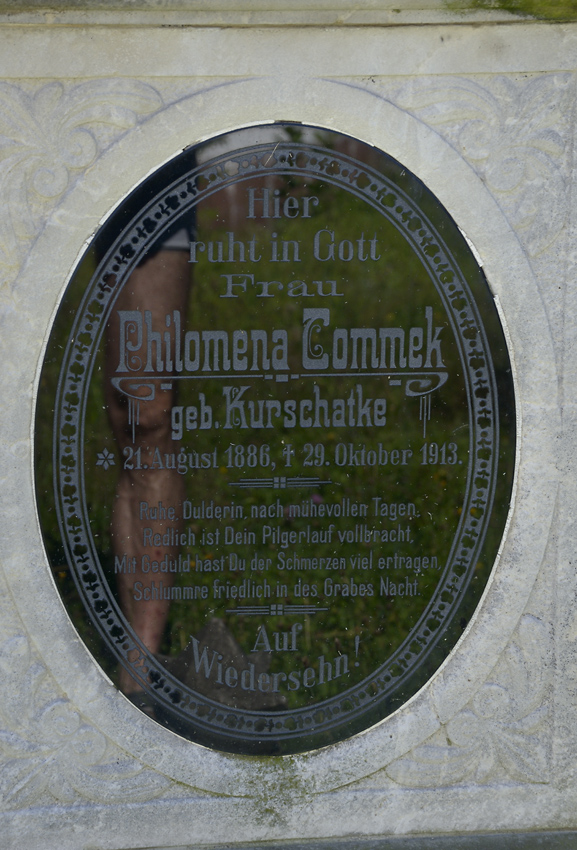 Hier
ruht in Gott
Frau
Philomena Tommek
geb. Kurschatke
* 21. August 1886, † 29. Oktober 1913.
Ruhe, Dulderin, nach mühevollen Tagen,
Redlich ist Dein Pilgerlauf vollbracht,
Mit Geduld hast Du der Schmerzen viel ertragen,
Schlummre friedlich in des Grabes Nacht.
Auf
Wiedersehn!